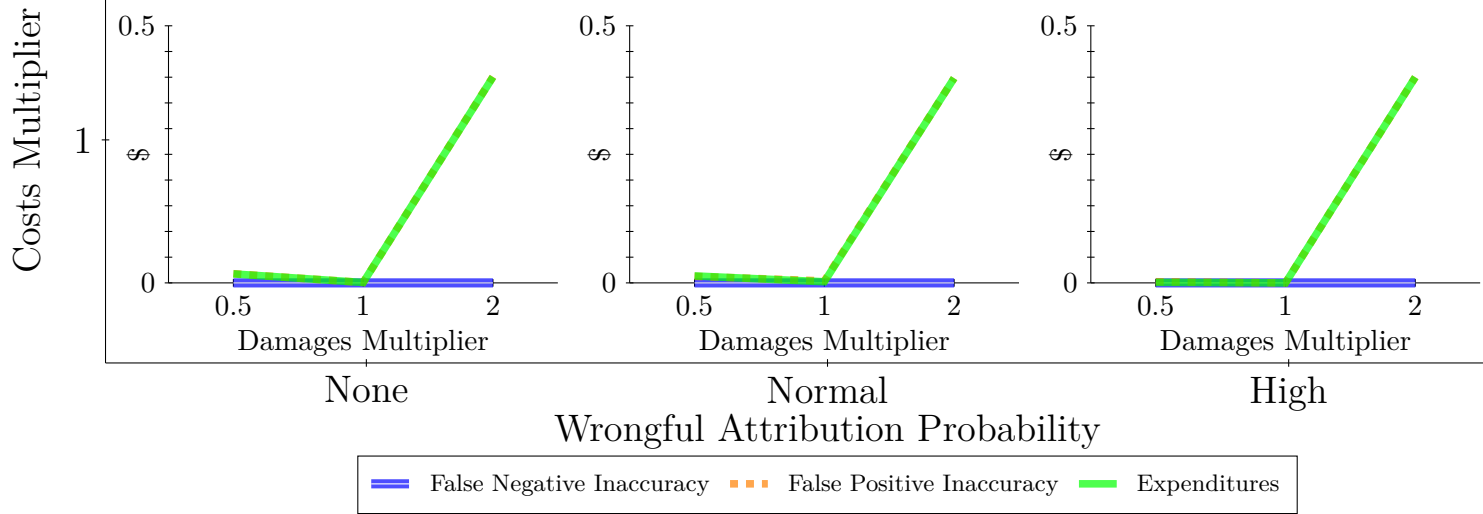 Costs Multiplier
1
0.5
$
0
0.5 1 2
Damages Multiplier
None
0.5
$
0
0.5 1 2
Damages Multiplier
Normal
0.5
$
0
0.5 1 2
Damages Multiplier
High
Wrongful Attribution Probability
False Negative Inaccuracy False Positive Inaccuracy Expenditures